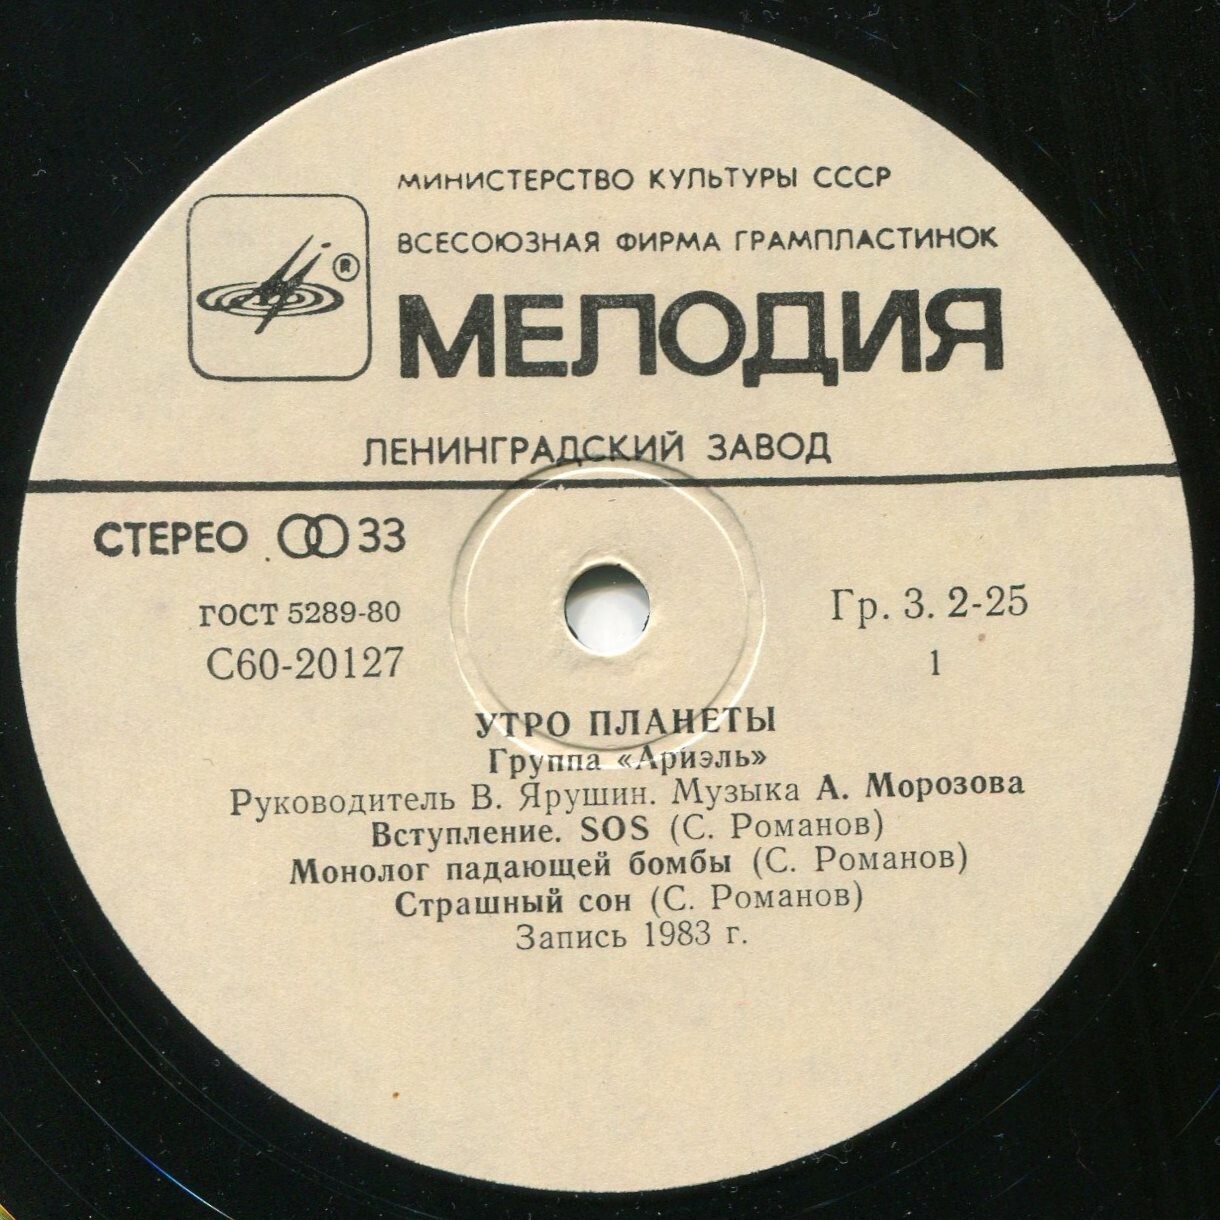 МИНИСТЕРСТВО КУЛЬТУРЫ СССР
ВСЕСОЮЗНАЯ ФИРМА ГРАМПЛАСТИНОК
®
МЕЛОДИЯ
ЛЕНИНГРАДСКИЙ ЗАВОД
СТЕРЕО 33
ГОСТ 5289-80
Гр. 3. 2-25
С60-20127
1
УТРО ПЛАНЕТЫ
Группа «Ариэль»
Руководитель В. Ярушин. Музыка А. Морозова
Вступление. SOS (С. Романов)
Монолог падающей бомбы (С. Романов)
Страшный сон (С. Романов)
Запись 1983 г.